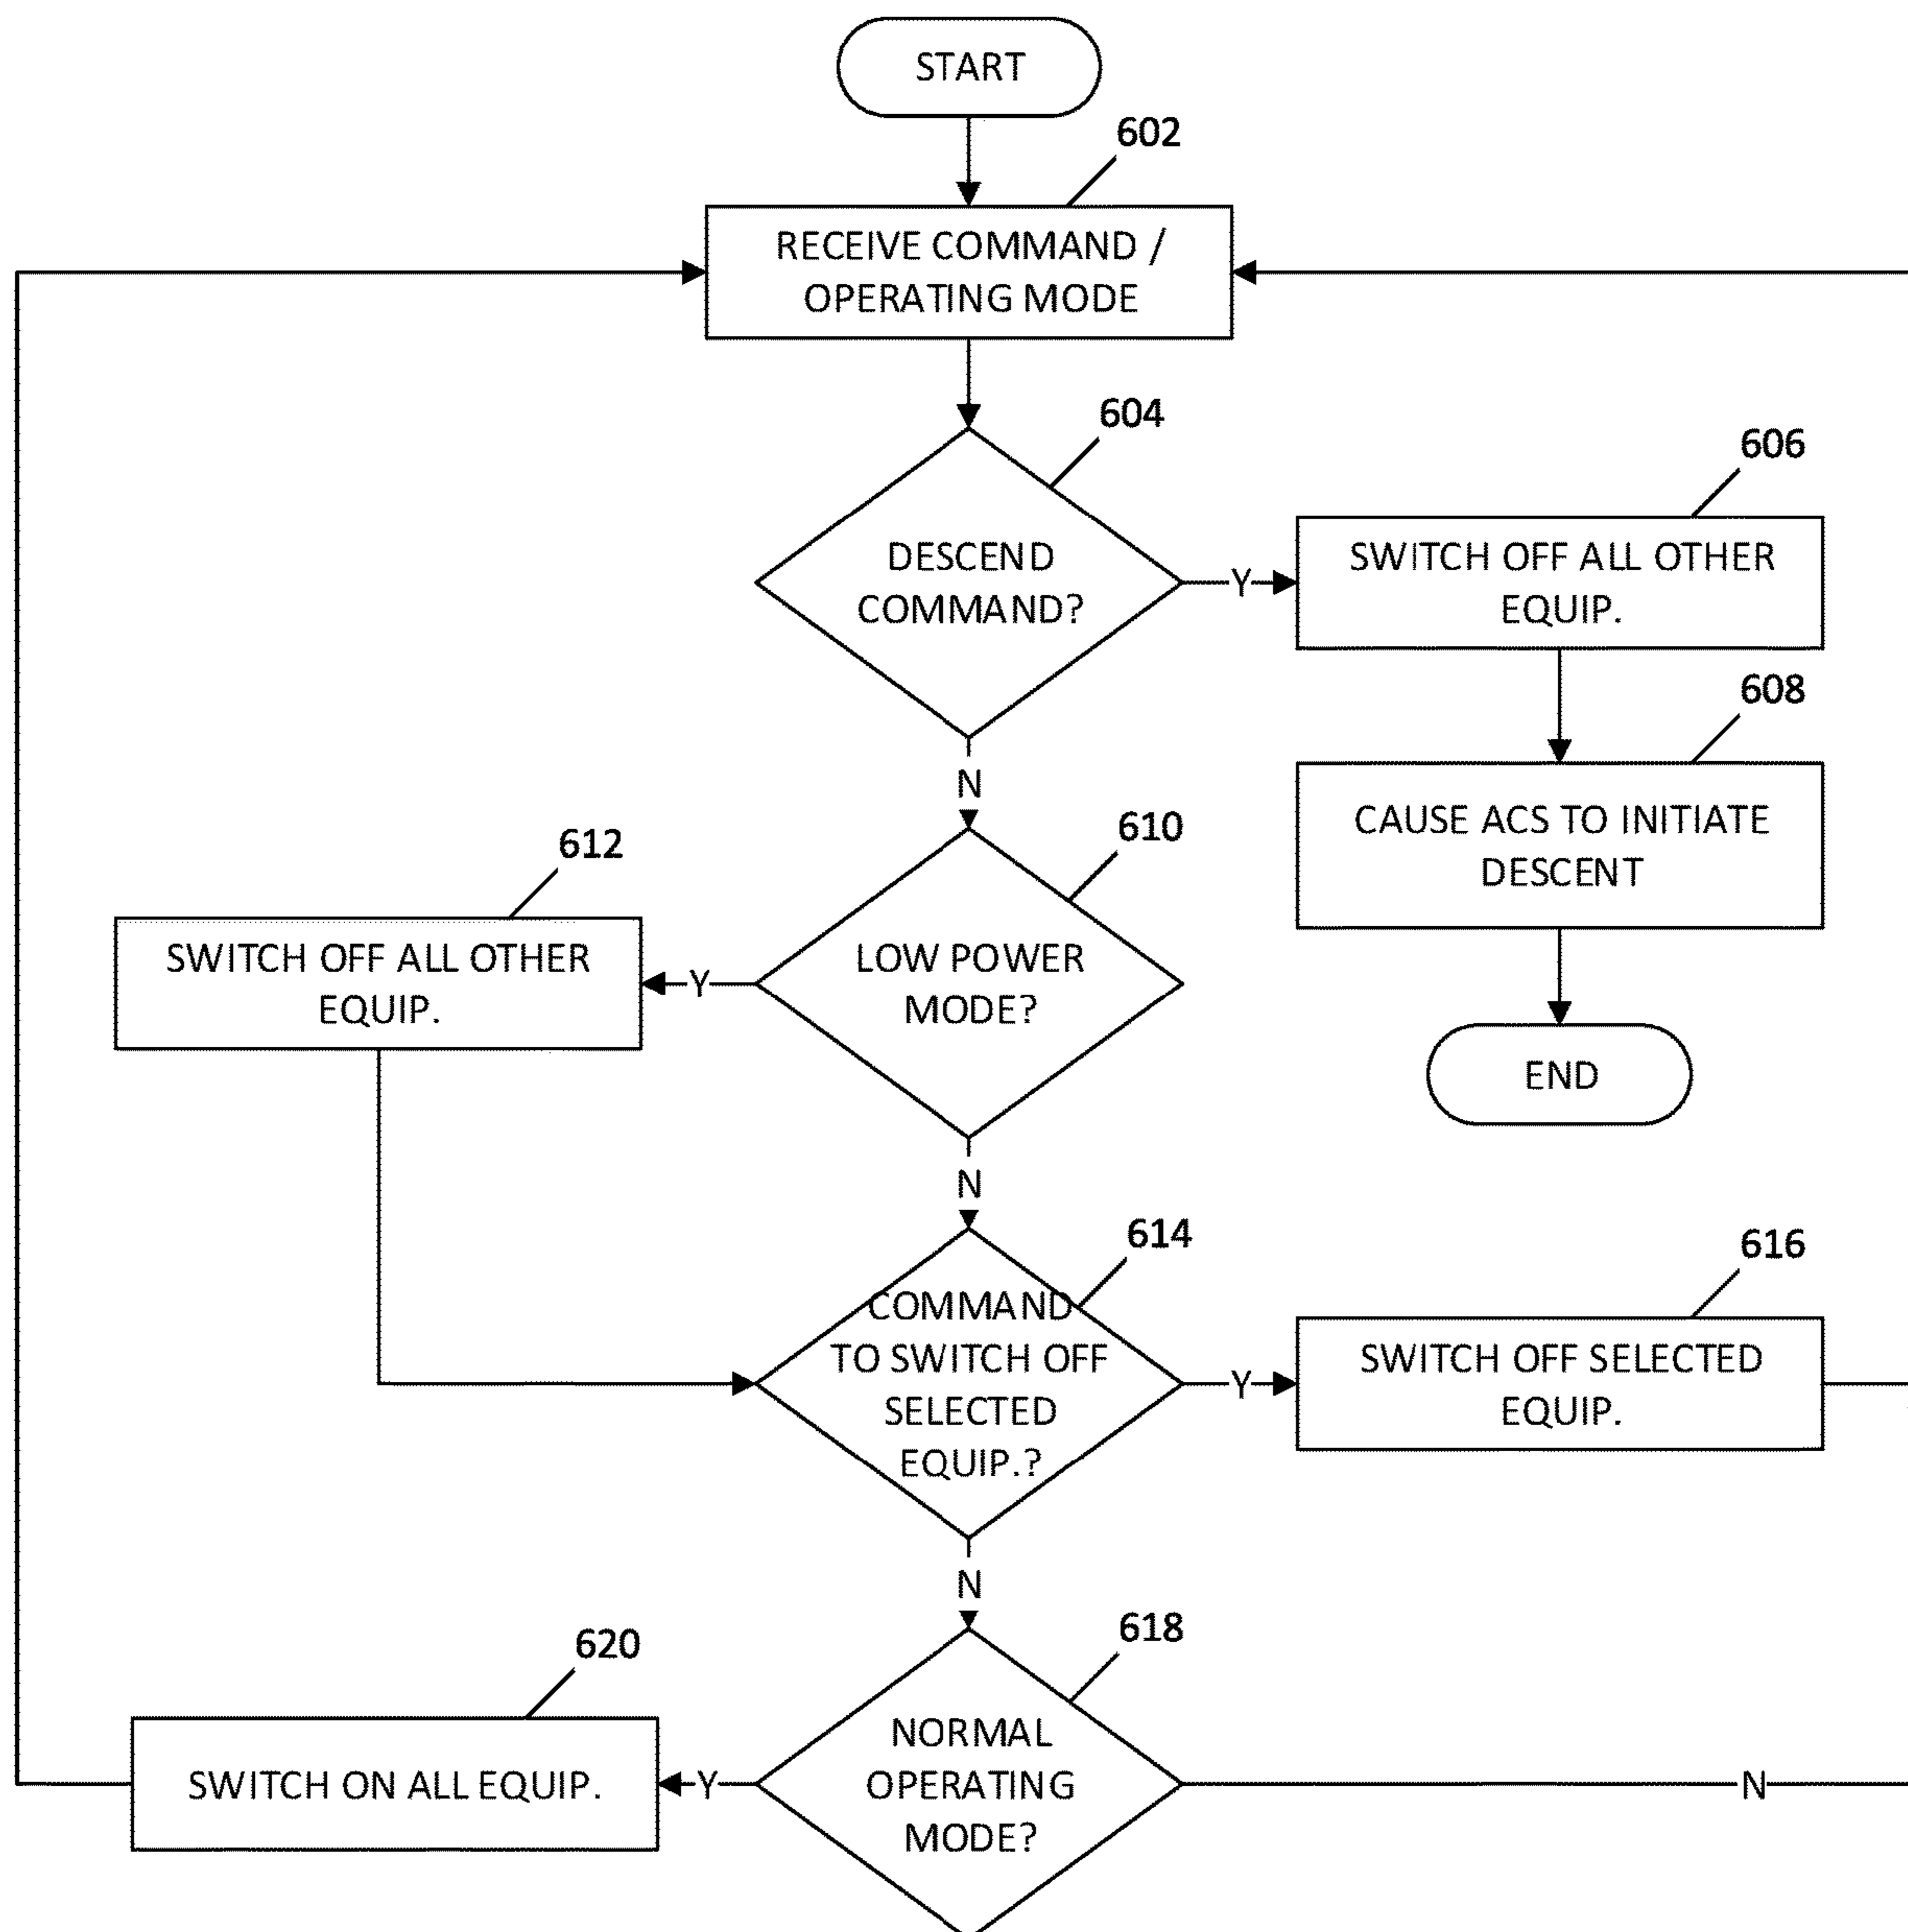 START
602
RECEIVE COMMAND /
OPERATING MODE
604
DESCEND
COMMAND?
Y
606
SWITCH OFF ALL OTHER
EQUIP.
608
CAUSE ACS TO INITIATE
DESCENT
END
N
610
LOW POWER
MODE?
Y
612
SWITCH OFF ALL OTHER
EQUIP.
N
614
COMMAND
TO SWITCH OFF
SELECTED
EQUIP.?
Y
616
SWITCH OFF SELECTED
EQUIP.
N
618
NORMAL
OPERATING
MODE?
Y
620
SWITCH ON ALL EQUIP.
N